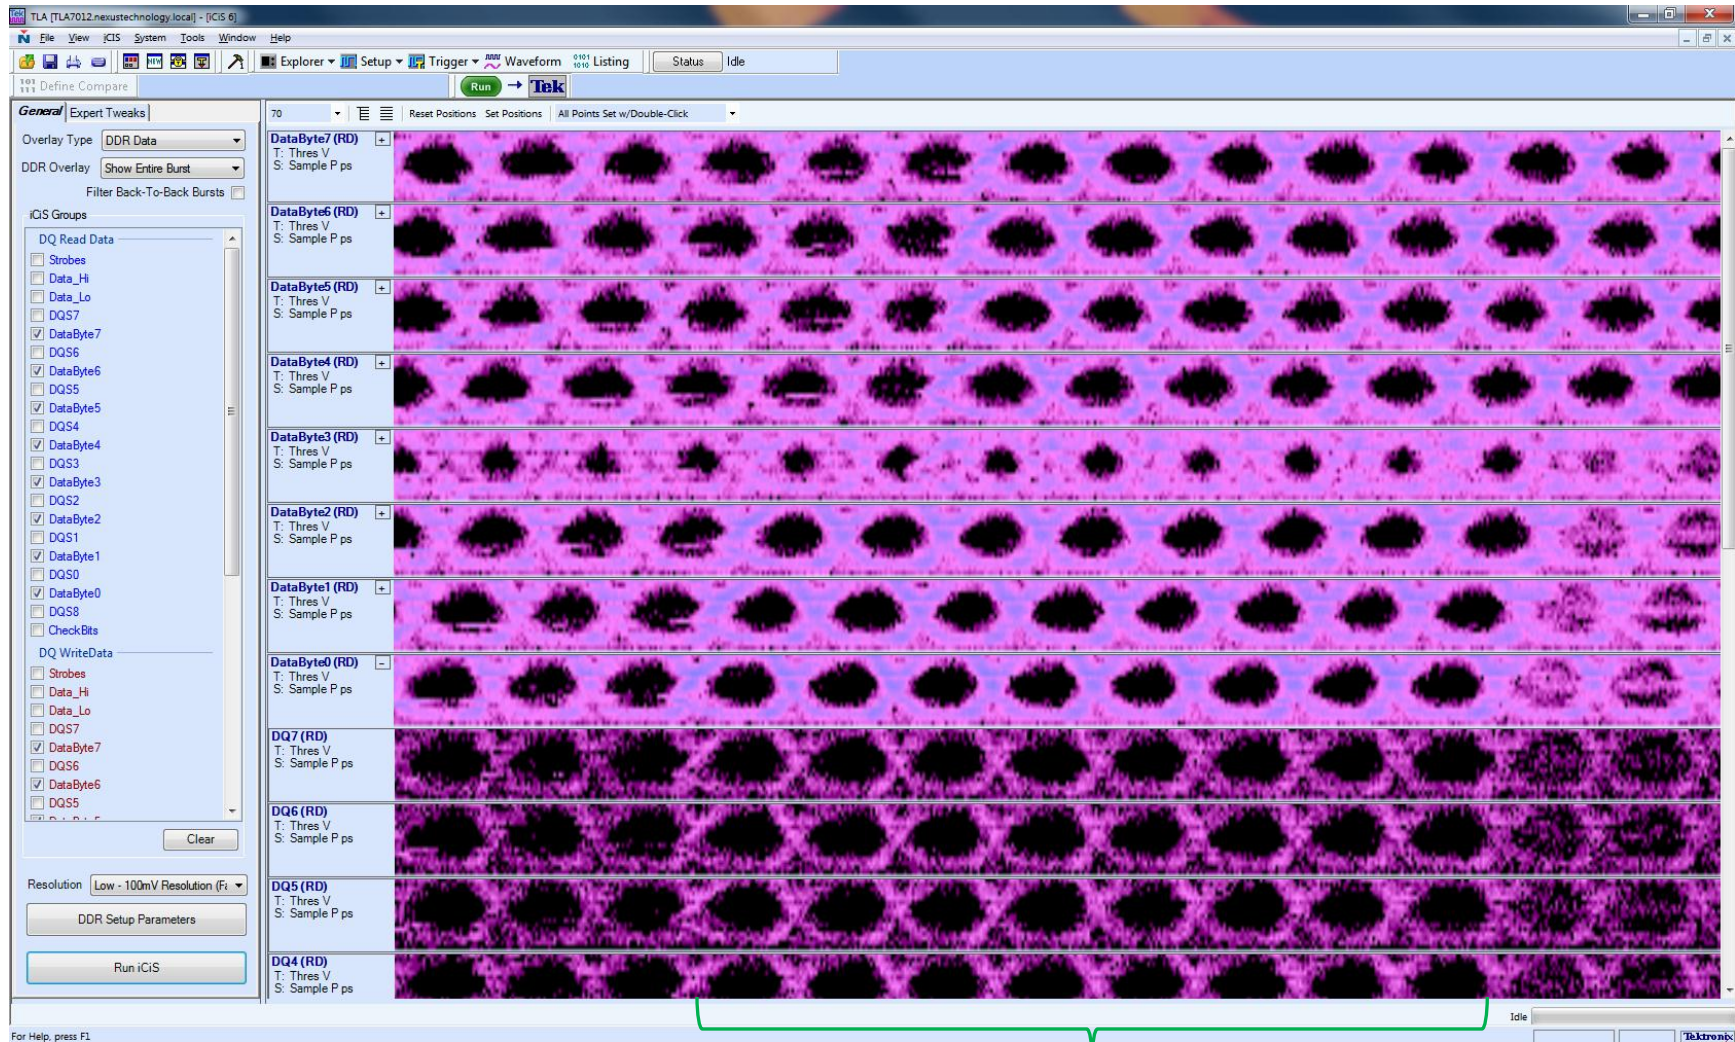 TLA [TLA7012.nexustechnology.local] - [iCiS 6]
File View iCIS System Tools Window Help
Explorer Setup Trigger Waveform Listing Status Idle
Define Compare Run Tek
General Expert Tweaks
Overlay Type DDR Data
DDR Overlay Show Entire Burst
Filter Back-To-Back Bursts
iCiS Groups
DQ Read Data
Strobes
Data_Hi
Data_Lo
DQS7
DataByte7
DQS6
DataByte6
DQS5
DataByte5
DQS4
DataByte4
DQS3
DataByte3
DQS2
DataByte2
DQS1
DataByte1
DQS0
DataByte0
DQS8
CheckBits
DQ WriteData
Strobes
Data_Hi
Data_Lo
DQS7
DataByte7
DQS6
DataByte6
DQS5
Clear
Resolution Low - 100mV Resolution (Fa
DDR Setup Parameters
Run iCiS
70 Reset Positions Set Positions All Points Set w/Double-Click
DataByte7 (RD)
T: Thres V
S: Sample P ps
DataByte6 (RD)
T: Thres V
S: Sample P ps
DataByte5 (RD)
T: Thres V
S: Sample P ps
DataByte4 (RD)
T: Thres V
S: Sample P ps
DataByte3 (RD)
T: Thres V
S: Sample P ps
DataByte2 (RD)
T: Thres V
S: Sample P ps
DataByte1 (RD)
T: Thres V
S: Sample P ps
DataByte0 (RD)
T: Thres V
S: Sample P ps
DQ7 (RD)
T: Thres V
S: Sample P ps
DQ6 (RD)
T: Thres V
S: Sample P ps
DQ5 (RD)
T: Thres V
S: Sample P ps
DQ4 (RD)
T: Thres V
S: Sample P ps
Idle
For Help, press F1
Tektronix